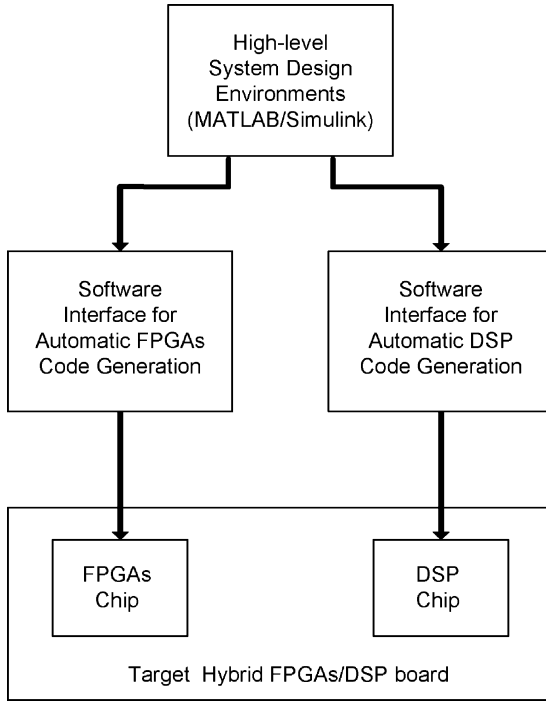 High-level
System Design
Environments
(MATLAB/Simulink)
Software
Interface for
Automatic FPGAs
Code Generation
Software
Interface for
Automatic DSP
Code Generation
FPGAs
Chip
DSP
Chip
Target Hybrid FPGAs/DSP board